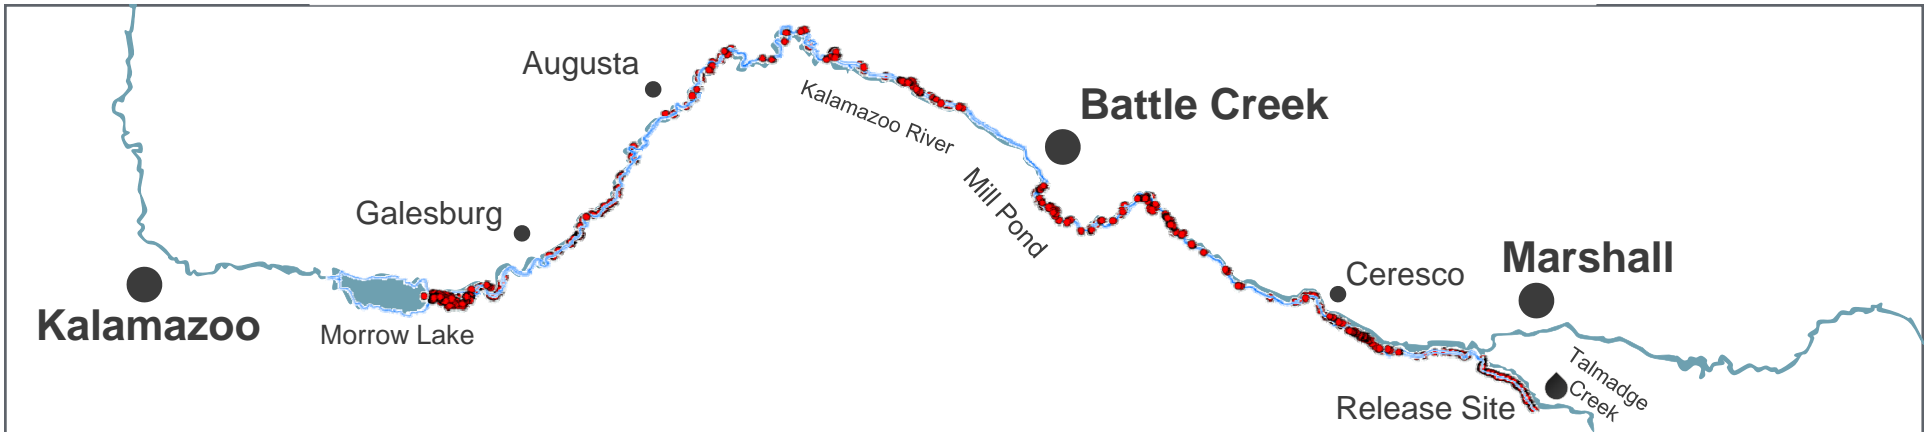 Augusta
Kalamazoo River
Battle Creek
Mill Pond
Galesburg
Marshall
Ceresco
Kalamazoo
Morrow Lake
Talmadge
Creek
Release Site